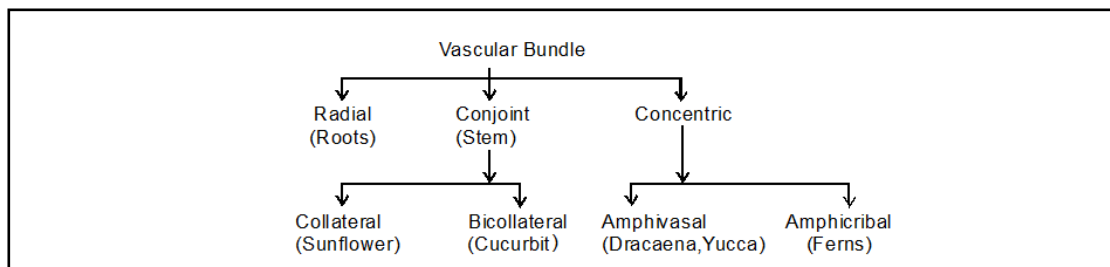 Vascular Bundle
Radial
(Roots)
Conjoint
(Stem)
Concentric
Collateral
(Sunflower)
Bicollateral
(Cucurbit)
Amphivasal
(Dracaena,Yucca)
Amphicribal
(Ferns)